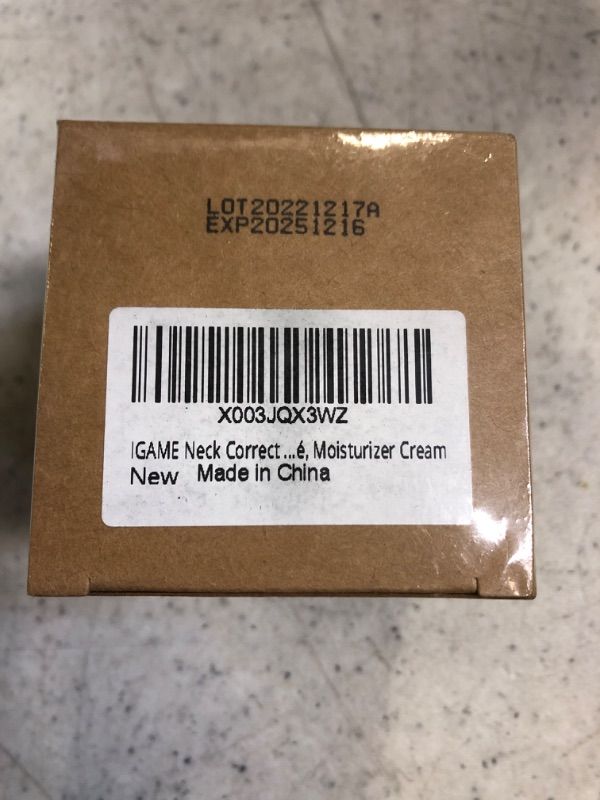 LOT20221217A
EXP20251216
X003JQX3WZ
IGAME Neck Correct ...é, Moisturizer Cream
New Made in China